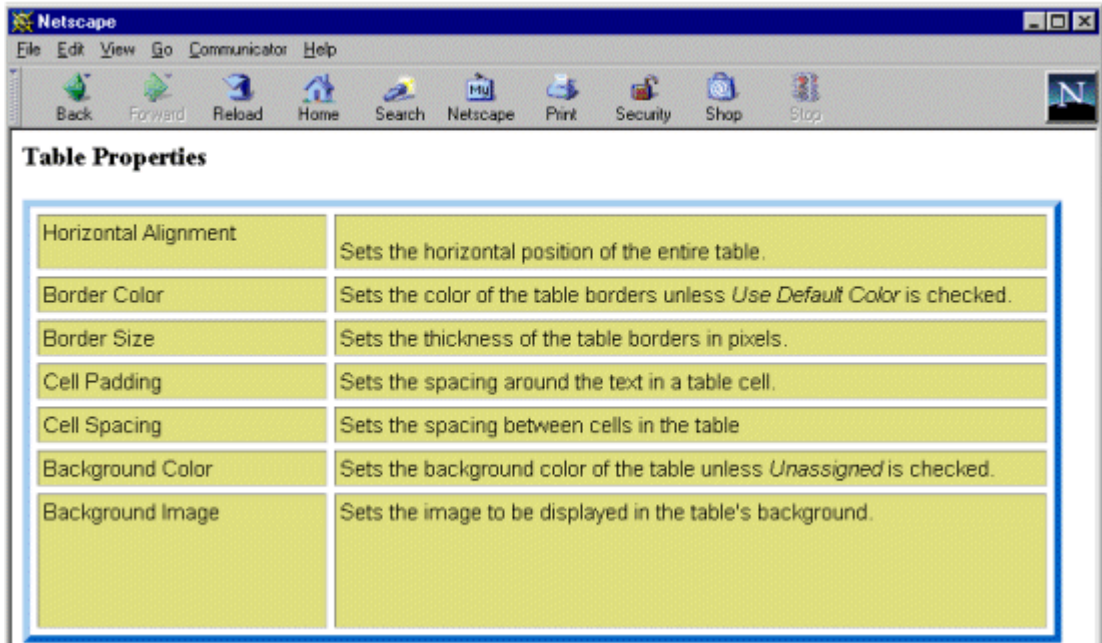 Netscape
File Edit View Go Communicator Help
My
Back Forward Reload Home Search Netscape Print Security Shop Stop
N
Table Properties
Horizontal Alignment Sets the horizontal position of the entire table.
Border Color Sets the color of the table borders unless Use Default Color is checked.
Border Size Sets the thickness of the table borders in pixels.
Cell Padding Sets the spacing around the text in a table cell.
Cell Spacing Sets the spacing between cells in the table
Background Color Sets the background color of the table unless Unassigned is checked.
Background Image Sets the image to be displayed in the table's background.